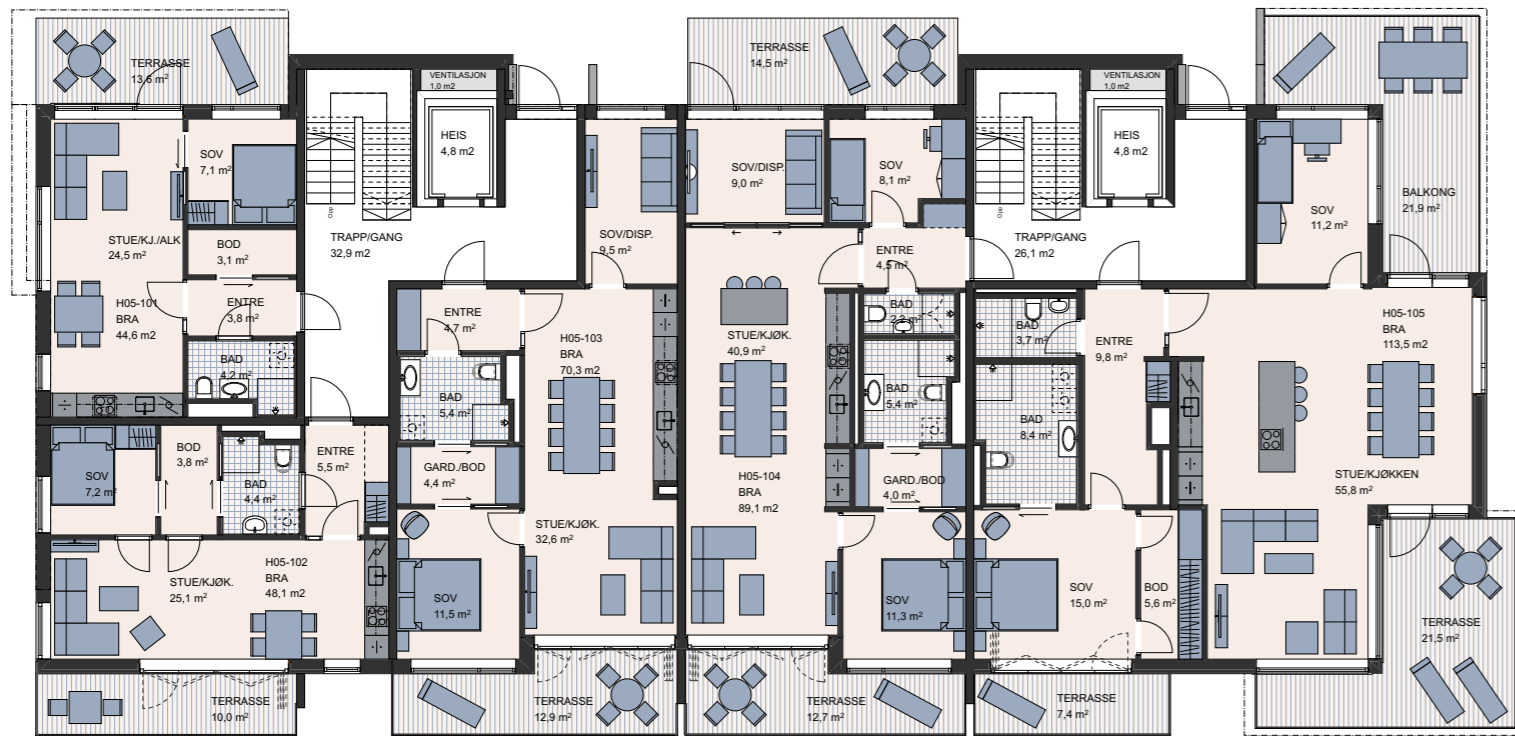 TERRASSE
13,6 m²
SOV
7,1 m²
STUE/KJ./ALK
24,5 m²
BOD
3,1 m²
H05-101
BRA
44,6 m2
ENTRE
3,8 m²
BAD
4,2 m²
Opp
TRAPP/GANG
32,9 m2
VENTILASJON
1,0 m2
HEIS
4,8 m2
SOV
7,2 m²
BOD
3,8 m²
BAD
4,4 m²
ENTRE
5,5 m²
STUE/KJØK.
25,1 m²
H05-102
BRA
48,1 m2
TERRASSE
10,0 m²
SOV/DISP.
9,5 m²
ENTRE
4,7 m²
H05-103
BRA
70,3 m2
BAD
5,4 m²
GARD./BOD
4,4 m²
STUE/KJØK.
32,6 m²
SOV
11,5 m²
TERRASSE
12,9 m²
TERRASSE
14,5 m²
SOV/DISP.
9,0 m²
SOV
8,1 m²
ENTRE
4,5 m²
BAD
2,2 m²
STUE/KJØK.
40,9 m²
BAD
5,4 m²
H05-104
BRA
89,1 m2
GARD./BOD
4,0 m²
SOV
11,3 m²
TERRASSE
12,7 m²
Opp
TRAPP/GANG
26,1 m2
VENTILASJON
1,0 m2
HEIS
4,8 m2
SOV
11,2 m²
BALKONG
21,9 m²
BAD
3,7 m²
ENTRE
9,8 m²
H05-105
BRA
113,5 m2
BAD
8,4 m²
STUE/KJØKKEN
55,8 m²
SOV
15,0 m²
BOD
5,6 m²
TERRASSE
7,4 m²
TERRASSE
21,5 m²